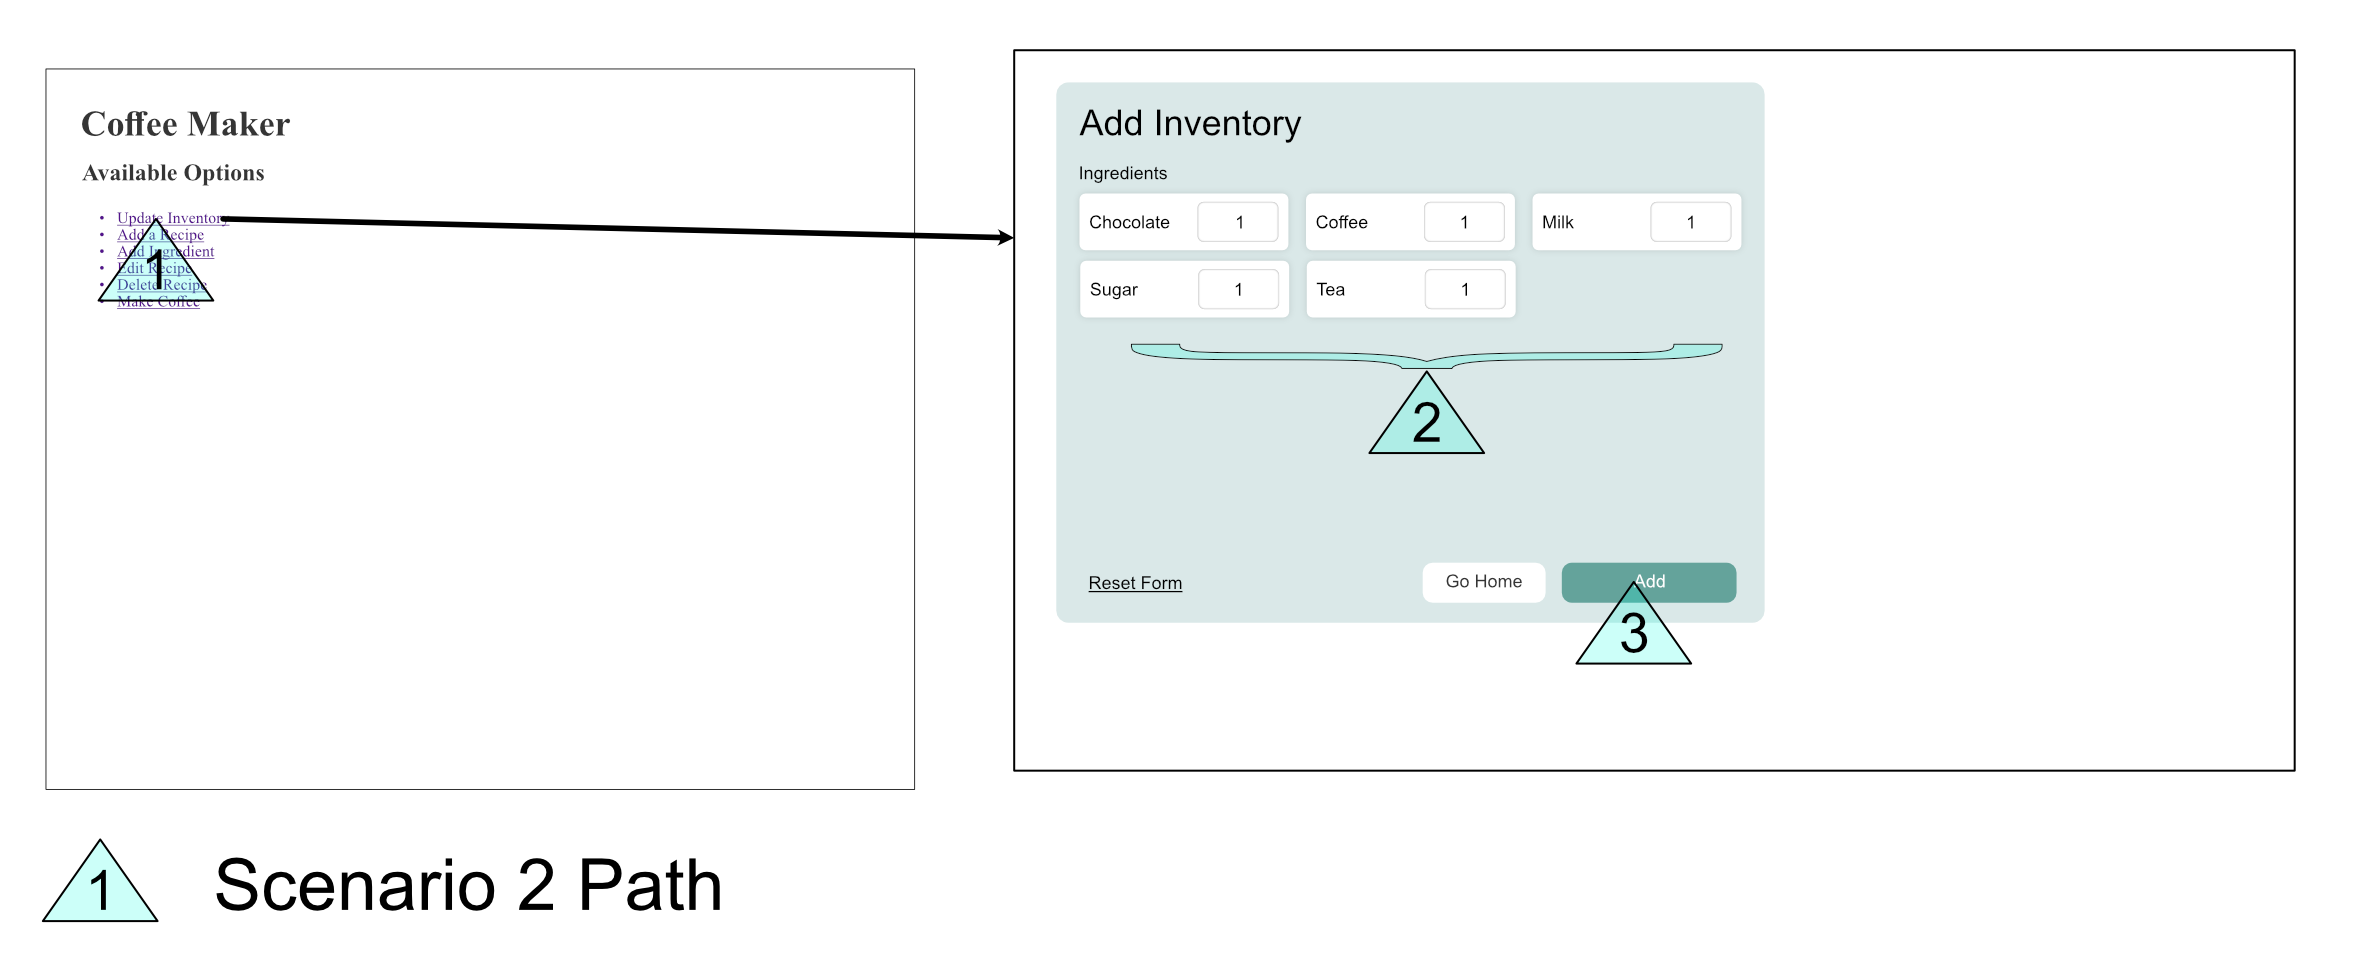 Coffee Maker
Available Options
• Update Inventory
• Add a Recipe
• Add Ingredient
• Edit Recipe
• Delete Recipe
• Make Coffee
1
Add Inventory
Ingredients
Chocolate 1 Coffee 1 Milk 1
Sugar 1 Tea 1
2
Reset Form Go Home Add
3
1 Scenario 2 Path